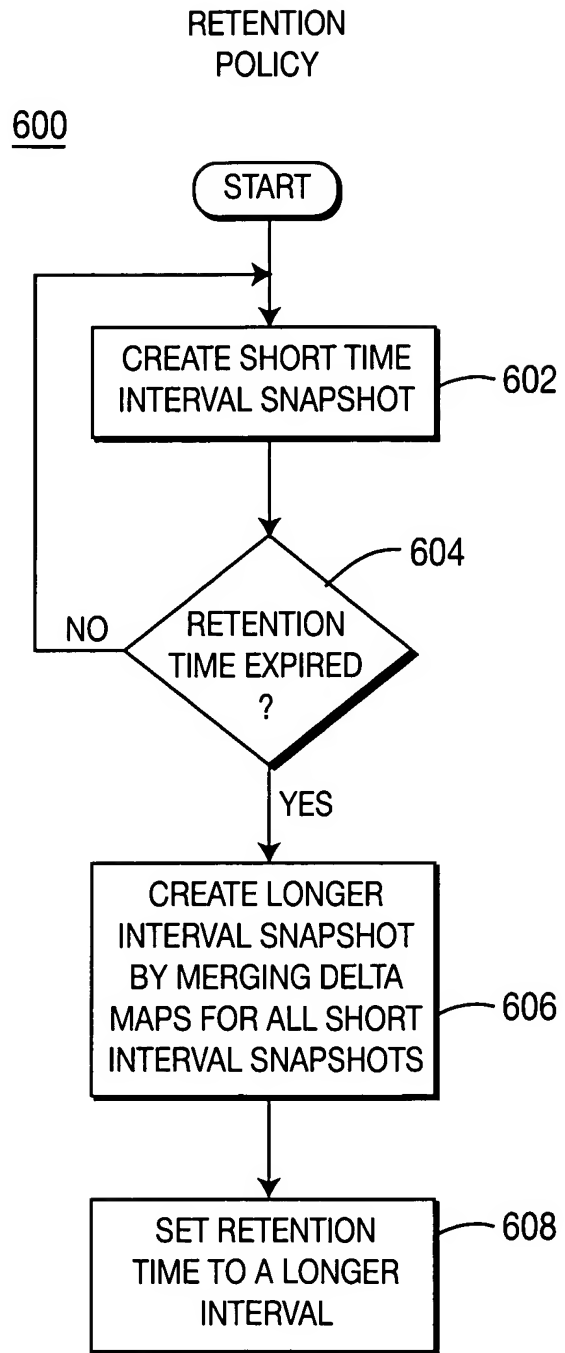 RETENTION
POLICY
600
START
CREATE SHORT TIME
INTERVAL SNAPSHOT
602
604
RETENTION
TIME EXPIRED
?
NO
YES
CREATE LONGER
INTERVAL SNAPSHOT
BY MERGING DELTA
MAPS FOR ALL SHORT
INTERVAL SNAPSHOTS
606
SET RETENTION
TIME TO A LONGER
INTERVAL
608